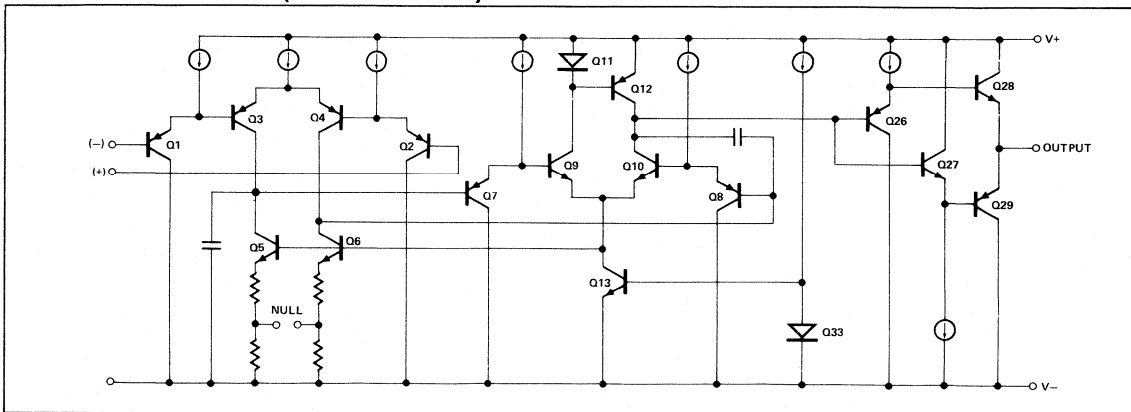 V+
Q11
Q12
Q3
Q4
Q28
Q26
(–)
Q1
Q2
Q9
Q10
OUTPUT
(+)
Q27
Q7
Q8
Q29
Q5
Q6
Q13
NULL
Q33
V–